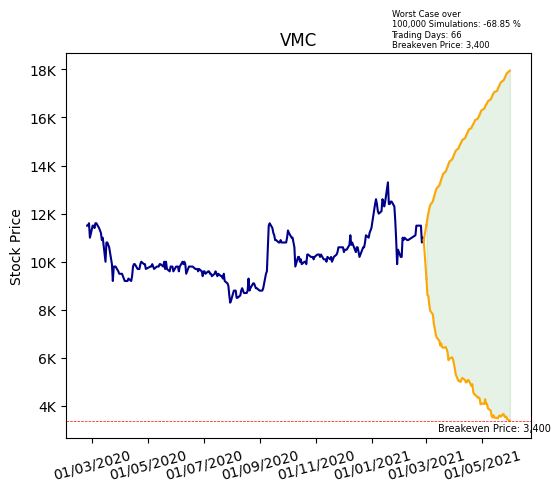 Worst Case over
100,000 Simulations: -68.85 %
Trading Days: 66
Breakeven Price: 3,400
VMC
18K
16K
14K
12K
10K
8K
6K
4K
Stock Price
Breakeven Price: 3,400
01/03/2020
01/05/2020
01/07/2020
01/09/2020
01/11/2020
01/01/2021
01/03/2021
01/05/2021